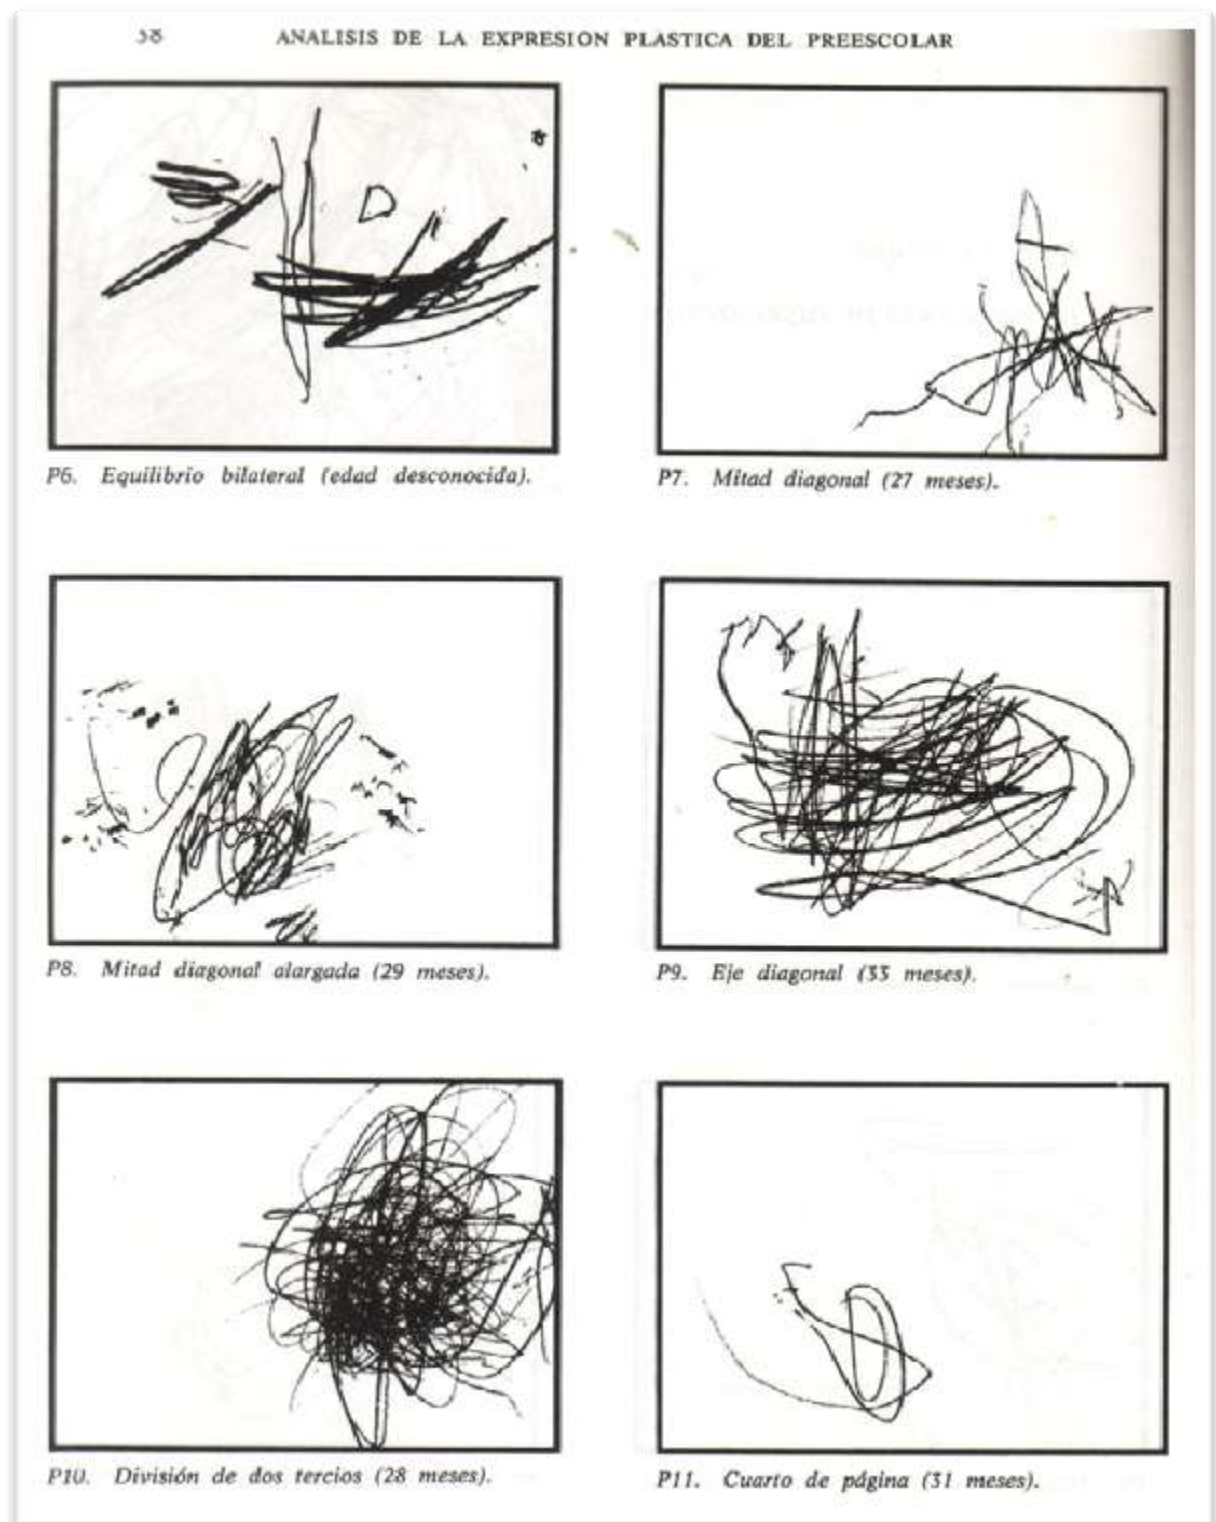 38 ANALISIS DE LA EXPRESION PLASTICA DEL PREESCOLAR
P6. Equilibrio bilateral (edad desconocida).
P7. Mitad diagonal (27 meses).
P8. Mitad diagonal alargada (29 meses).
P9. Eje diagonal (33 meses).
P10. División de dos tercios (28 meses).
P11. Cuarto de página (31 meses).